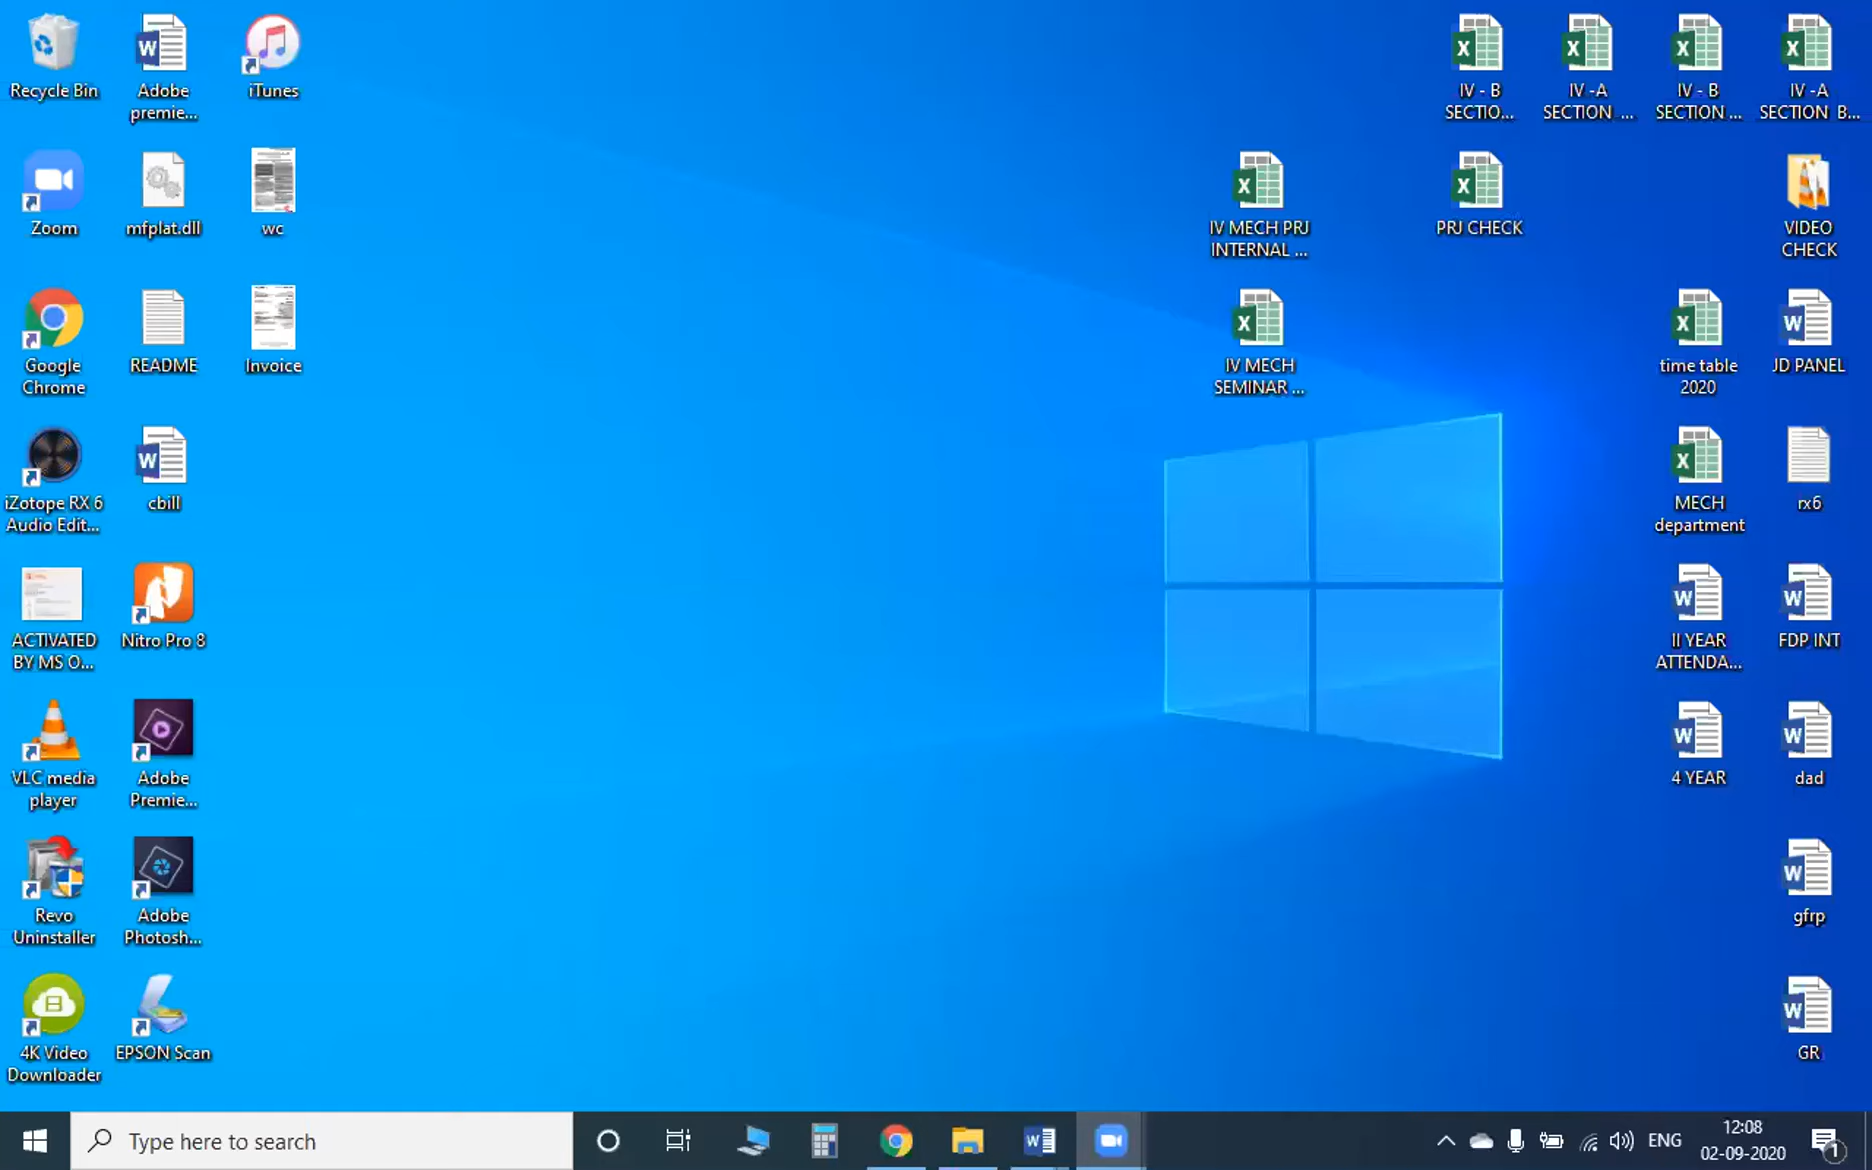 Recycle Bin
Adobe
premie...
iTunes
IV - B
SECTIO...
IV -A
SECTION ...
IV - B
SECTION ...
IV -A
SECTION B...
Zoom
mfplat.dll
wc
IV MECH PRJ
INTERNAL ...
PRJ CHECK
VIDEO
CHECK
Google
Chrome
README
Invoice
IV MECH
SEMINAR ...
time table
2020
JD PANEL
iZotope RX 6
Audio Edit...
cbill
MECH
department
rx6
ACTIVATED
BY MS O...
Nitro Pro 8
II YEAR
ATTENDA...
FDP INT
VLC media
player
Adobe
Premie...
4 YEAR
dad
Revo
Uninstaller
Adobe
Photosh...
gfrp
4K Video
Downloader
EPSON Scan
GR
Type here to search
ENG
12:08
02-09-2020
1